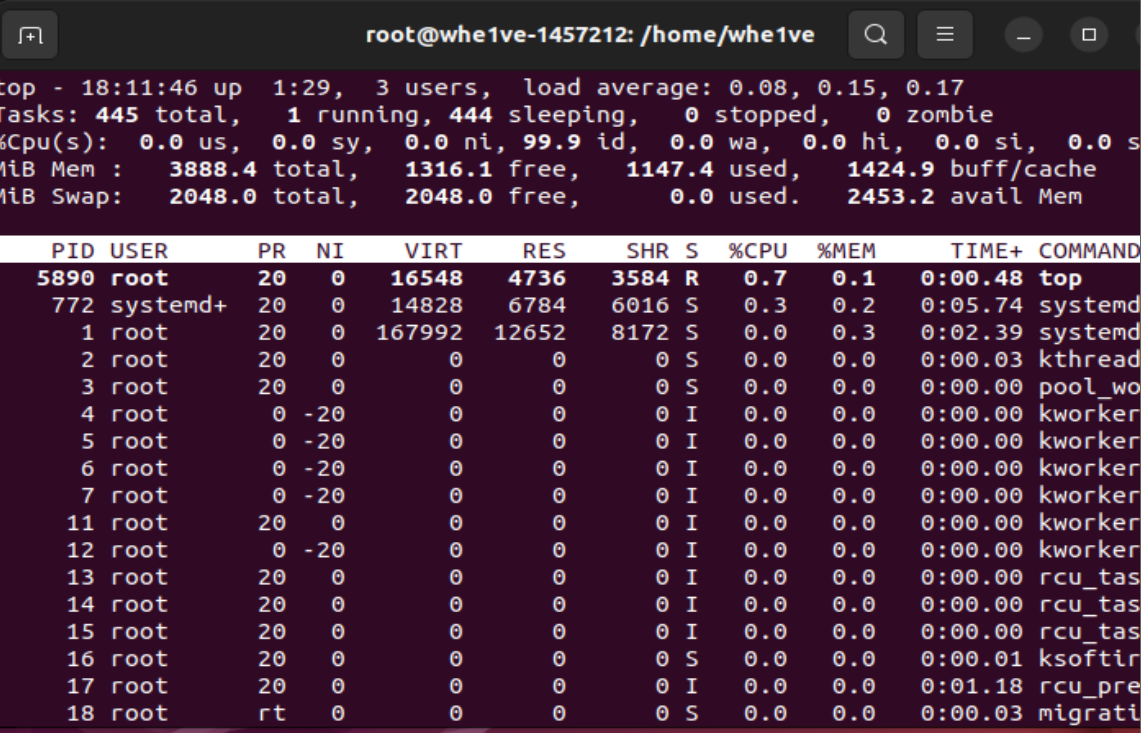 root@whe1ve-1457212: /home/whe1ve
top - 18:11:46 up  1:29,  3 users,  load average: 0.08, 0.15, 0.17
Tasks: 445 total,   1 running, 444 sleeping,   0 stopped,   0 zombie
%Cpu(s):  0.0 us,  0.0 sy,  0.0 ni, 99.9 id,  0.0 wa,  0.0 hi,  0.0 si,  0.0 s
MiB Mem :   3888.4 total,   1316.1 free,   1147.4 used,   1424.9 buff/cache
MiB Swap:   2048.0 total,   2048.0 free,      0.0 used.   2453.2 avail Mem
PID USER      PR  NI    VIRT    RES    SHR S  %CPU  %MEM     TIME+ COMMAND
5890 root      20   0   16548   4736   3584 R   0.7   0.1   0:00.48 top
772 systemd+  20   0   14828   6784   6016 S   0.3   0.2   0:05.74 systemd
1 root      20   0  167992  12652   8172 S   0.0   0.3   0:02.39 systemd
2 root      20   0       0      0      0 S   0.0   0.0   0:00.03 kthread
3 root      20   0       0      0      0 S   0.0   0.0   0:00.00 pool_wo
4 root       0 -20       0      0      0 I   0.0   0.0   0:00.00 kworker
5 root       0 -20       0      0      0 I   0.0   0.0   0:00.00 kworker
6 root       0 -20       0      0      0 I   0.0   0.0   0:00.00 kworker
7 root       0 -20       0      0      0 I   0.0   0.0   0:00.00 kworker
11 root      20   0       0      0      0 I   0.0   0.0   0:00.00 kworker
12 root       0 -20       0      0      0 I   0.0   0.0   0:00.00 kworker
13 root      20   0       0      0      0 I   0.0   0.0   0:00.00 rcu_tas
14 root      20   0       0      0      0 I   0.0   0.0   0:00.00 rcu_tas
15 root      20   0       0      0      0 I   0.0   0.0   0:00.00 rcu_tas
16 root      20   0       0      0      0 S   0.0   0.0   0:00.01 ksoftir
17 root      20   0       0      0      0 I   0.0   0.0   0:01.18 rcu_pre
18 root      rt   0       0      0      0 S   0.0   0.0   0:00.03 migrati